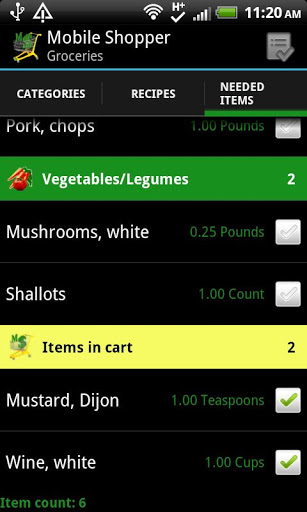 11:20 AM
Mobile Shopper
Groceries
CATEGORIES RECIPES NEEDED ITEMS
Pork, chops 1.00 Pounds
Vegetables/Legumes 2
Mushrooms, white 0.25 Pounds
Shallots 1.00 Count
Items in cart 2
Mustard, Dijon 1.00 Teaspoons
Wine, white 1.00 Cups
Item count: 6